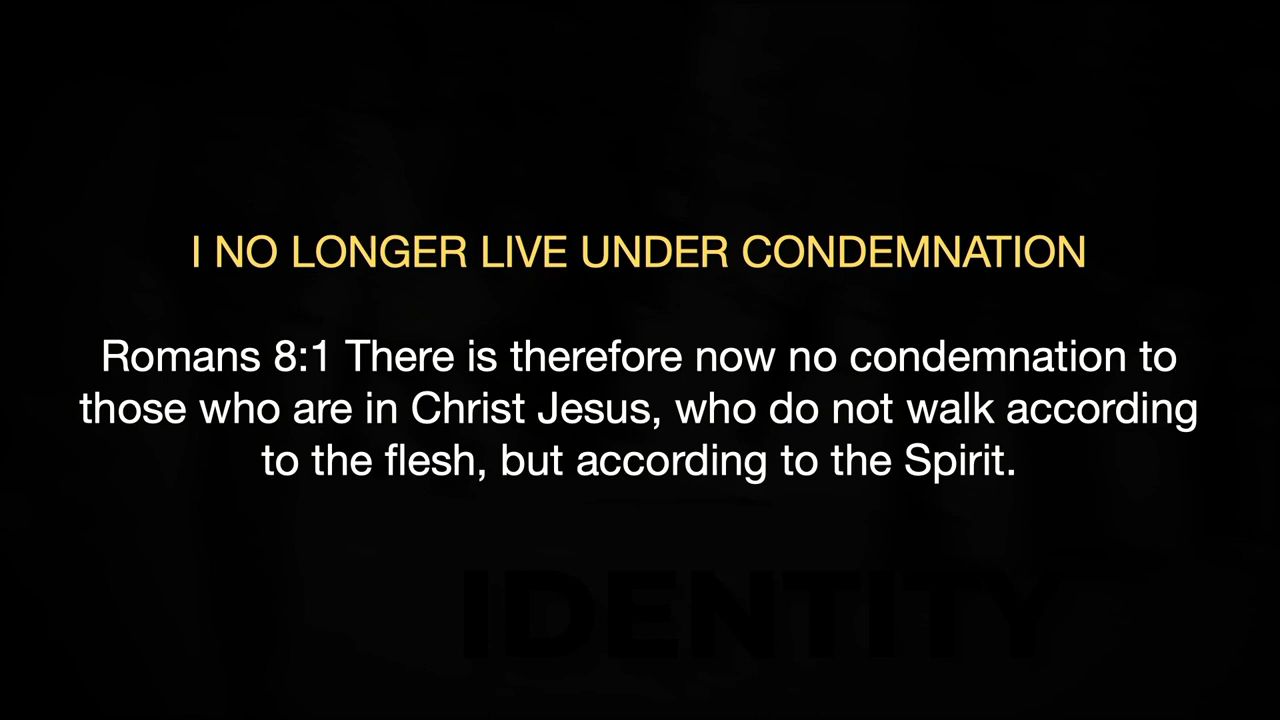 I NO LONGER LIVE UNDER CONDEMNATION
Romans 8:1 There is therefore now no condemnation to
those who are in Christ Jesus, who do not walk according
to the flesh, but according to the Spirit.
IDENTITY